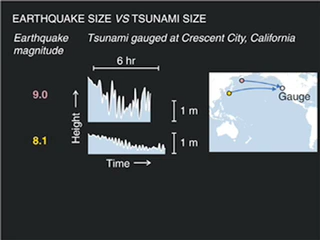 EARTHQUAKE SIZE VS TSUNAMI SIZE
Earthquake magnitude
Tsunami gauged at Crescent City, California
6 hr
9.0
Height
1 m
Gauge
8.1
1 m
Time